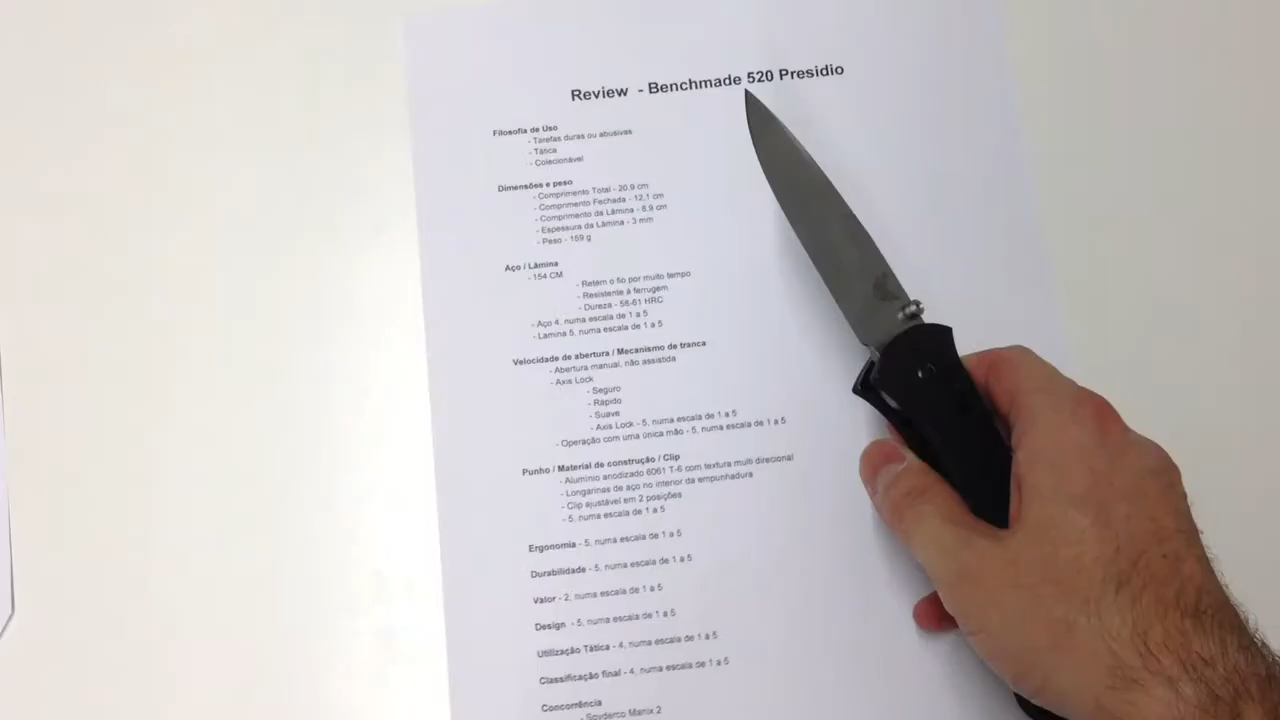 Review - Benchmade 520 Presidio
Filosofia de Uso
- Tarefas duras ou abusivas
- Tática
- Colecionável
Dimensões e peso
- Comprimento Total - 20,9 cm
- Comprimento Fechada - 12,1 cm
- Comprimento da Lâmina - 8,9 cm
- Espessura da Lâmina - 3 mm
- Peso - 159 g
Aço / Lâmina
- 154 CM
- Retém o fio por muito tempo
- Resistente à ferrugem
- Dureza - 58-61 HRC
- Aço 4, numa escala de 1 a 5
- Lamina 5, numa escala de 1 a 5
Velocidade de abertura / Mecanismo de tranca
- Abertura manual, não assistida
- Axis Lock
- Seguro
- Rápido
- Suave
- Axis Lock - 5, numa escala de 1 a 5
- Operação com uma única mão - 5, numa escala de 1 a 5
Punho / Material de construção / Clip
- Alumínio anodizado 6061 T-6 com textura multi direcional
- Longarinas de aço no interior da empunhadura
- Clip ajustável em 2 posições
- 5, numa escala de 1 a 5
Ergonomia - 5, numa escala de 1 a 5
Durabilidade - 5, numa escala de 1 a 5
Valor - 2, numa escala de 1 a 5
Design - 5, numa escala de 1 a 5
Utilização Tática - 4, numa escala de 1 a 5
Classificação final - 4, numa escala de 1 a 5
Concorrência
- Spyderco Manix 2